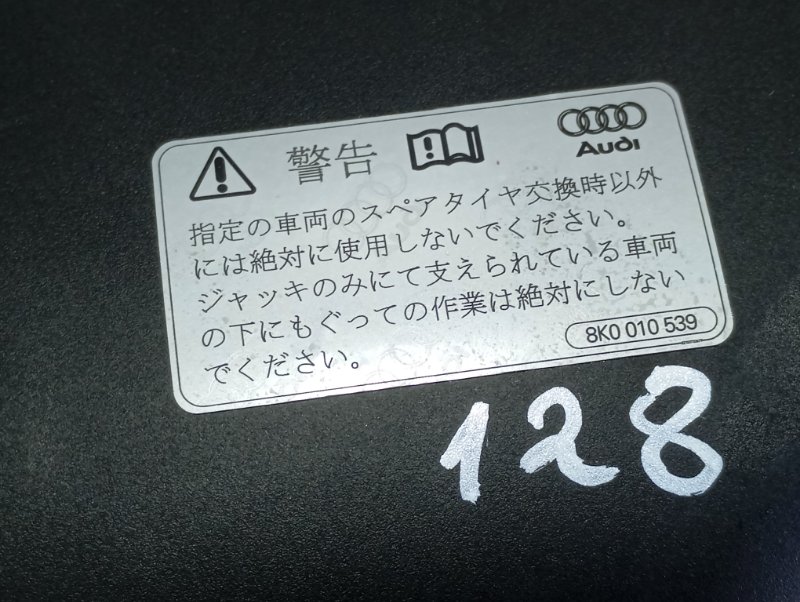 警告
Audi
指定の車両のスペアタイヤ交換時以外
には絶対に使用しないでください。
ジャッキのみにて支えられている車両
の下にもぐっての作業は絶対にしない
でください。
8K0 010 539
128